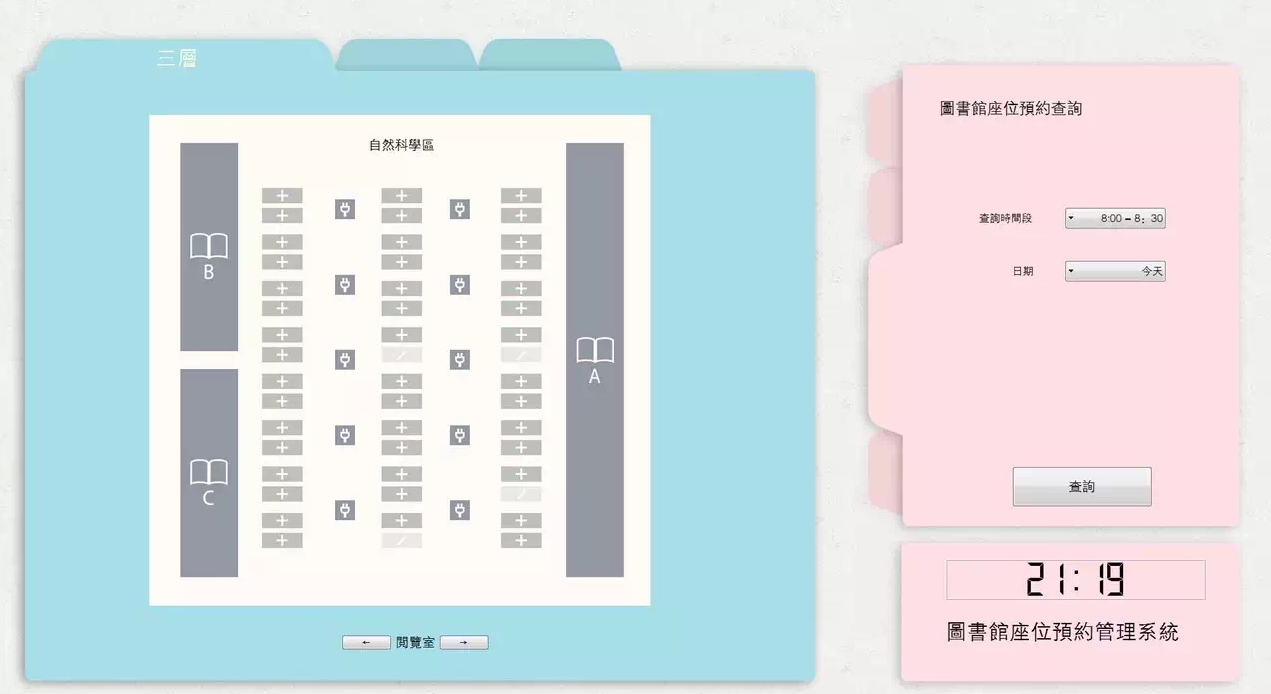 三層
自然科學區
B
A
C
← 閲覽室 →
圖書館座位預約查詢
查詢時間段 8:00－8：30
日期 今天
查詢
21:19
圖書館座位預約管理系統